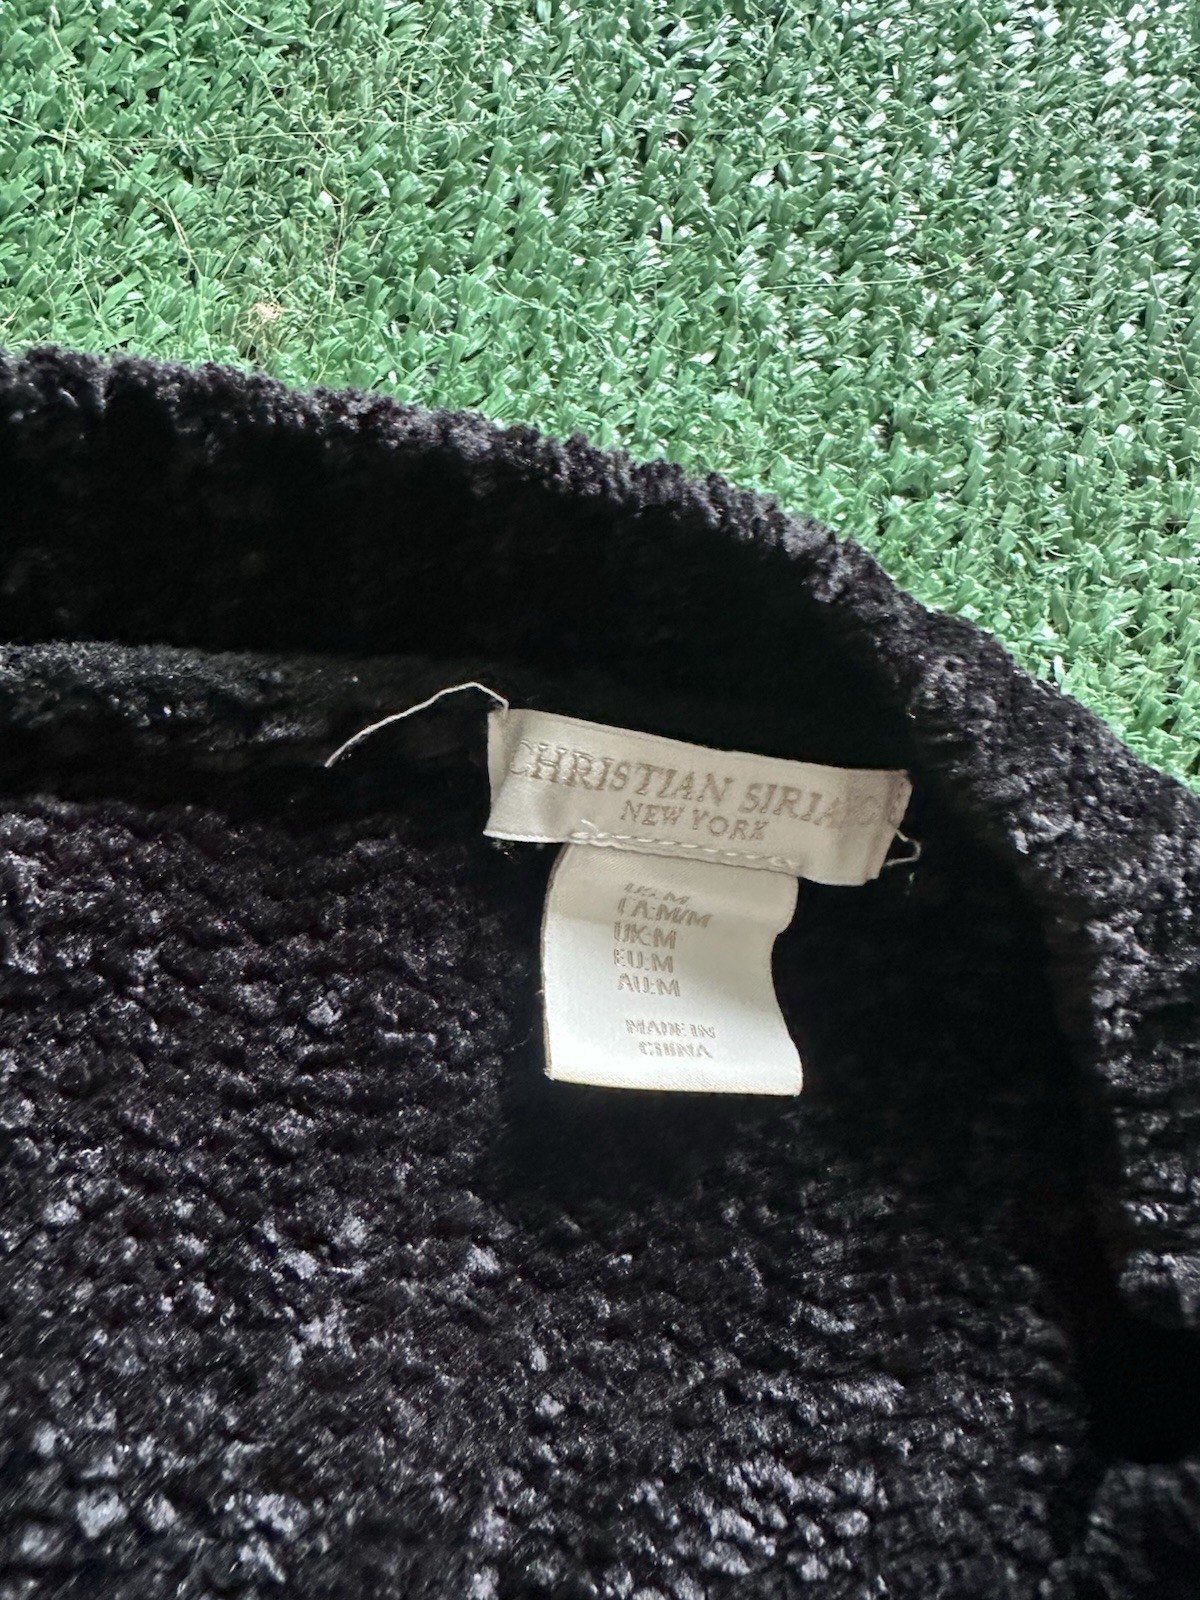 CHRISTIAN SIRIANO
NEW YORK
US:M
CA:M/M
UK:M
EU:M
AU:M
MADE IN
CHINA